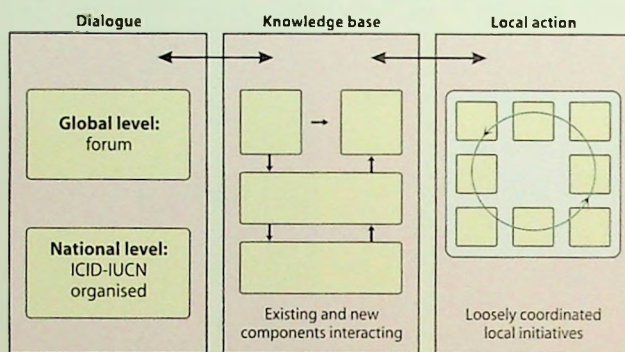 Dialogue
Knowledge base
Local action
Global level:
forum
National level:
ICID-IUCN
organised
Existing and new
components interacting
Loosely coordinated
local initiatives